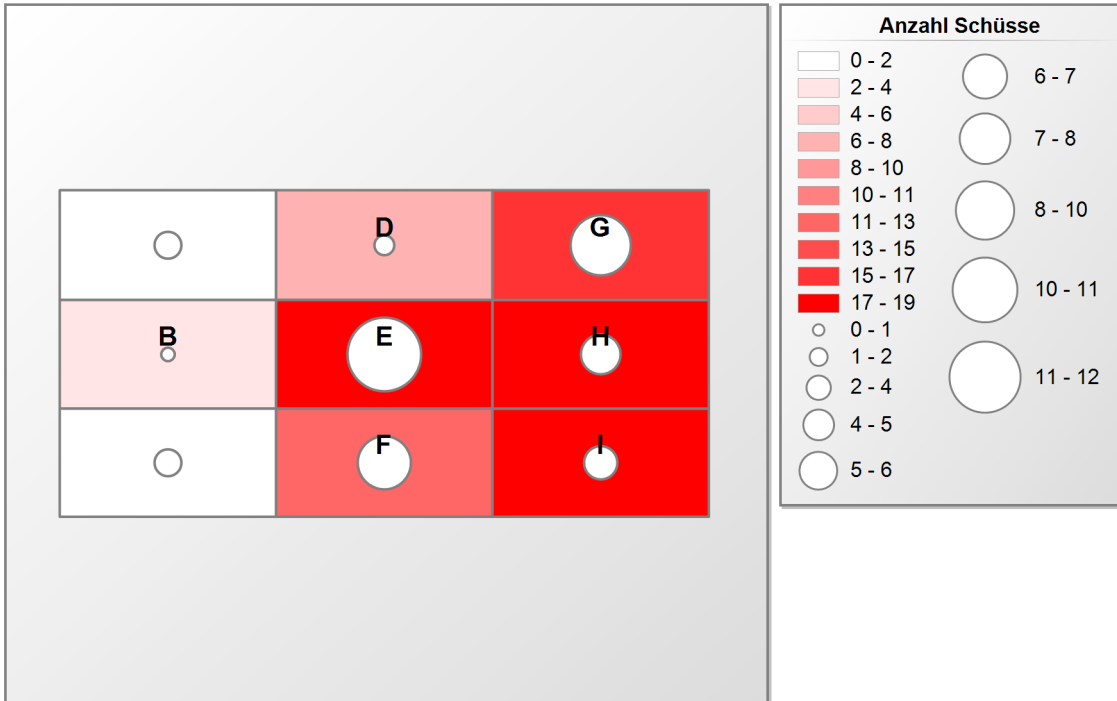 D
G
B
E
H
F
I
Anzahl Schüsse
0 - 2
2 - 4
4 - 6
6 - 8
8 - 10
10 - 11
11 - 13
13 - 15
15 - 17
17 - 19
0 - 1
1 - 2
2 - 4
4 - 5
5 - 6
6 - 7
7 - 8
8 - 10
10 - 11
11 - 12